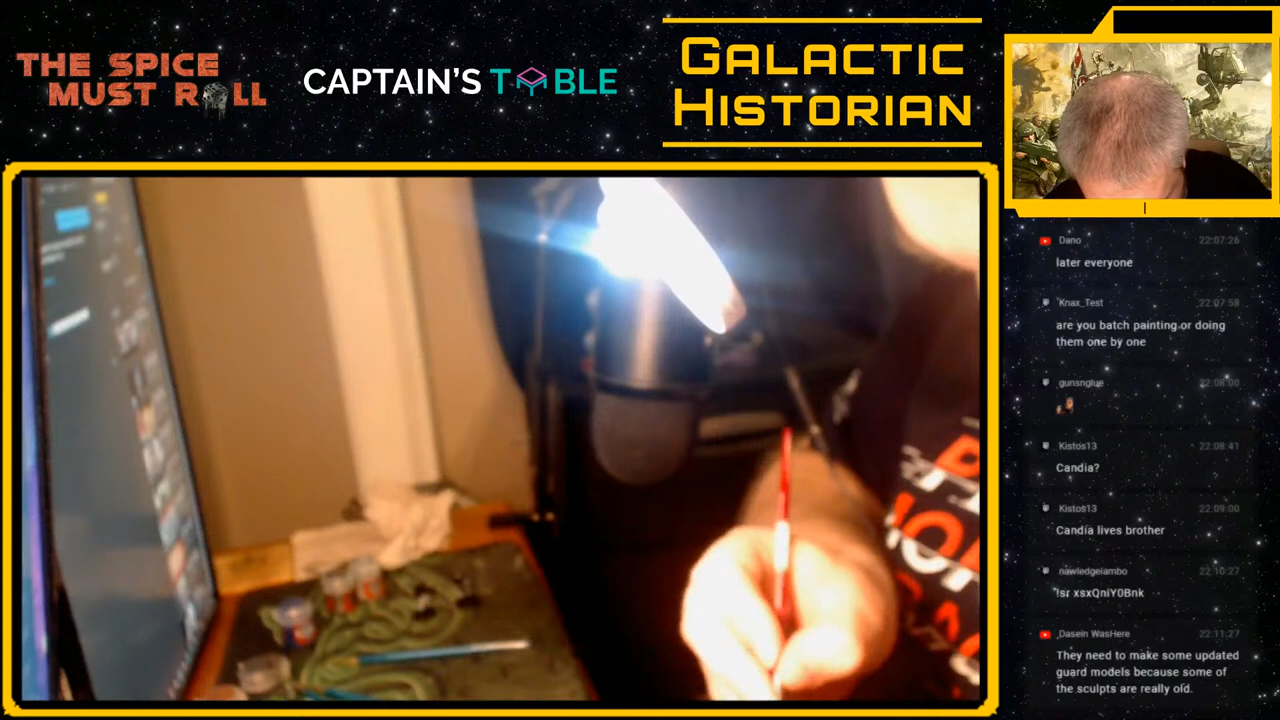 THE SPICE
MUST ROLL
CAPTAIN'S TABLE
GALACTIC
HISTORIAN
Dano 22:07:26
later everyone
Knax_Test 22:07:58
are you batch painting or doing
them one by one
gunsnglue 22:08:00
Kistos13 22:08:41
Candia?
Kistos13 22:09:00
Candia lives brother
nawledgelambo 22:10:27
!sr xsxQniY0Bnk
Dasein WasHere 22:11:27
They need to make some updated
guard models because some of
the sculpts are really old.